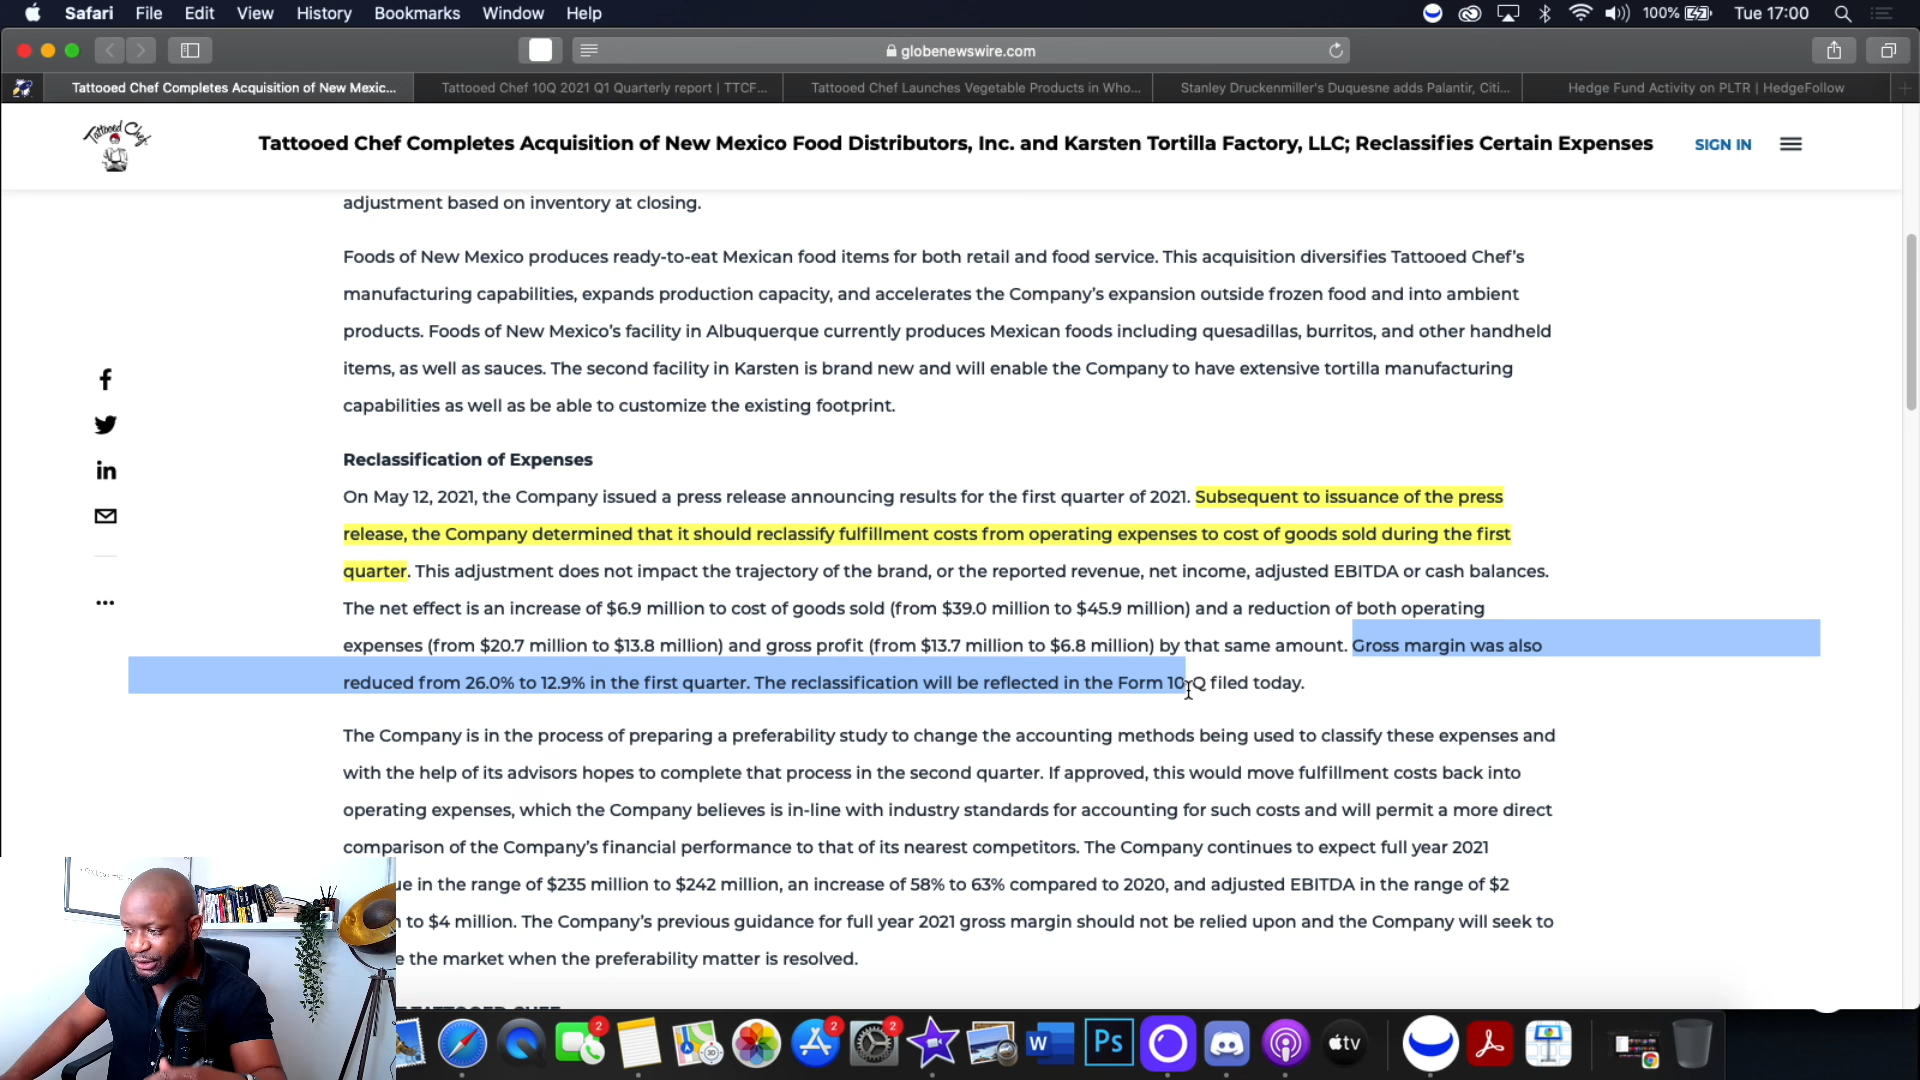 Safari File Edit View History Bookmarks Window Help 100% Tue 17:00
globenewswire.com
Tattooed Chef Completes Acquisition of New Mexic... Tattooed Chef 10Q 2021 Q1 Quarterly report | TTCF... Tattooed Chef Launches Vegetable Products in Who... Stanley Druckenmiller's Duquesne adds Palantir, Citi... Hedge Fund Activity on PLTR | HedgeFollow
Tattooed Chef
Tattooed Chef Completes Acquisition of New Mexico Food Distributors, Inc. and Karsten Tortilla Factory, LLC; Reclassifies Certain Expenses SIGN IN
adjustment based on inventory at closing.
Foods of New Mexico produces ready-to-eat Mexican food items for both retail and food service. This acquisition diversifies Tattooed Chef’s
manufacturing capabilities, expands production capacity, and accelerates the Company’s expansion outside frozen food and into ambient
products. Foods of New Mexico’s facility in Albuquerque currently produces Mexican foods including quesadillas, burritos, and other handheld
items, as well as sauces. The second facility in Karsten is brand new and will enable the Company to have extensive tortilla manufacturing
capabilities as well as be able to customize the existing footprint.
Reclassification of Expenses
On May 12, 2021, the Company issued a press release announcing results for the first quarter of 2021. Subsequent to issuance of the press
release, the Company determined that it should reclassify fulfillment costs from operating expenses to cost of goods sold during the first
quarter. This adjustment does not impact the trajectory of the brand, or the reported revenue, net income, adjusted EBITDA or cash balances.
The net effect is an increase of $6.9 million to cost of goods sold (from $39.0 million to $45.9 million) and a reduction of both operating
expenses (from $20.7 million to $13.8 million) and gross profit (from $13.7 million to $6.8 million) by that same amount. Gross margin was also
reduced from 26.0% to 12.9% in the first quarter. The reclassification will be reflected in the Form 10-Q filed today.
The Company is in the process of preparing a preferability study to change the accounting methods being used to classify these expenses and
with the help of its advisors hopes to complete that process in the second quarter. If approved, this would move fulfillment costs back into
operating expenses, which the Company believes is in-line with industry standards for accounting for such costs and will permit a more direct
comparison of the Company’s financial performance to that of its nearest competitors. The Company continues to expect full year 2021
ue in the range of $235 million to $242 million, an increase of 58% to 63% compared to 2020, and adjusted EBITDA in the range of $2
n to $4 million. The Company’s previous guidance for full year 2021 gross margin should not be relied upon and the Company will seek to
e the market when the preferability matter is resolved.
TATTOOED CHEF
2 2 2 W Ps tv